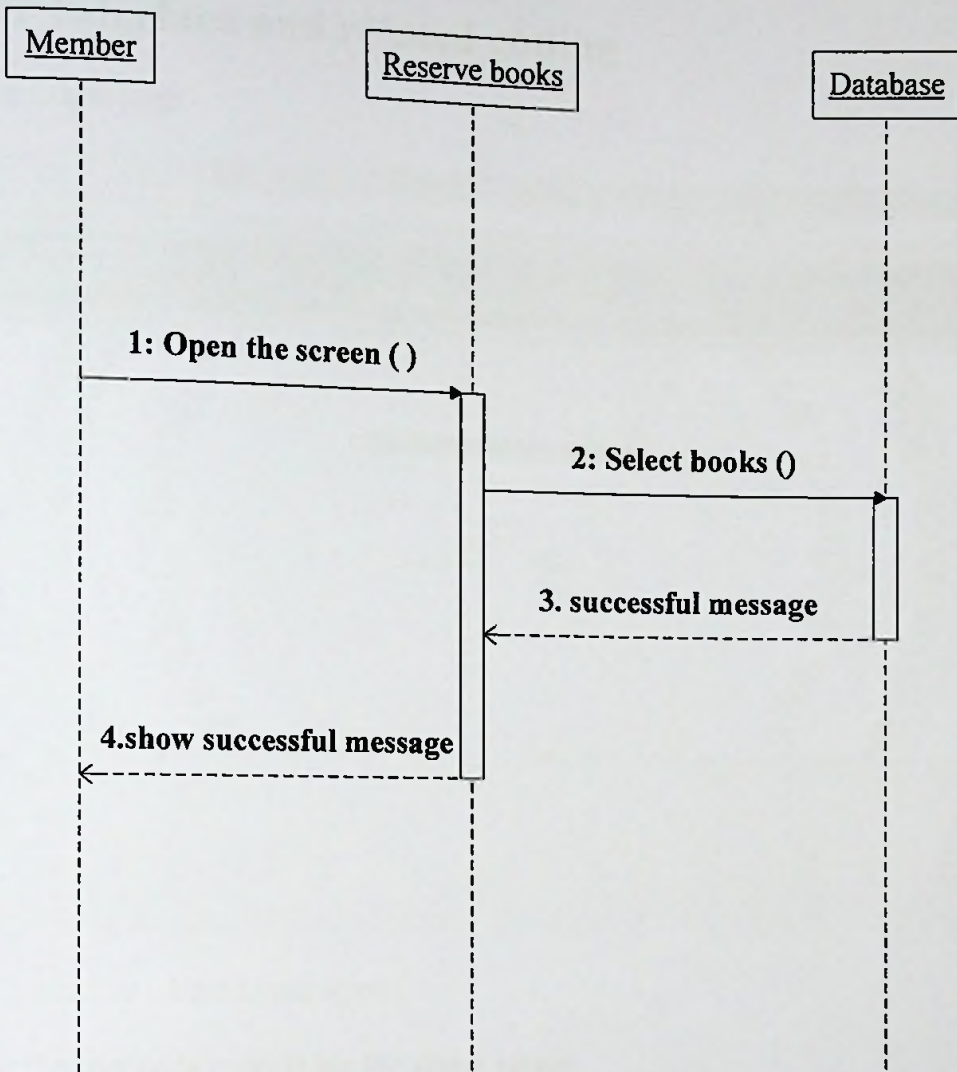 Member
Reserve books
Database
1: Open the screen ( )
2: Select books ()
3. successful message
4.show successful message